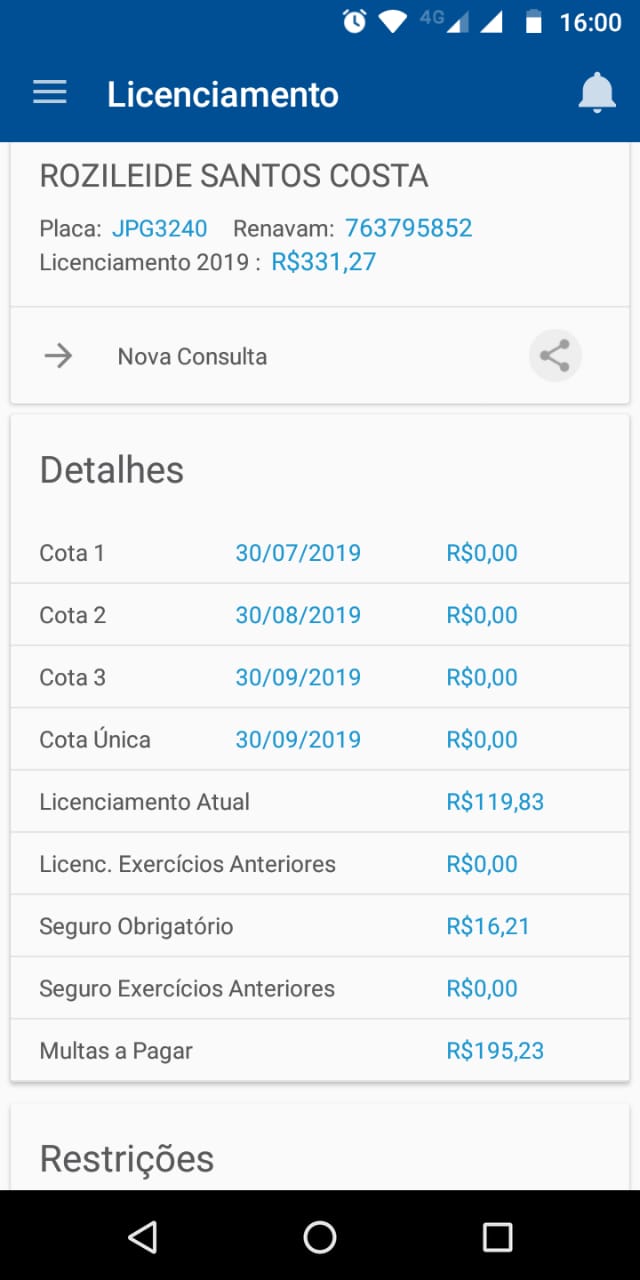 4G 16:00
Licenciamento
ROZILEIDE SANTOS COSTA
Placa: JPG3240 Renavam: 763795852
Licenciamento 2019 : R$331,27
Nova Consulta
Detalhes
Cota 1 30/07/2019 R$0,00
Cota 2 30/08/2019 R$0,00
Cota 3 30/09/2019 R$0,00
Cota Única 30/09/2019 R$0,00
Licenciamento Atual R$119,83
Licenc. Exercícios Anteriores R$0,00
Seguro Obrigatório R$16,21
Seguro Exercícios Anteriores R$0,00
Multas a Pagar R$195,23
Restrições